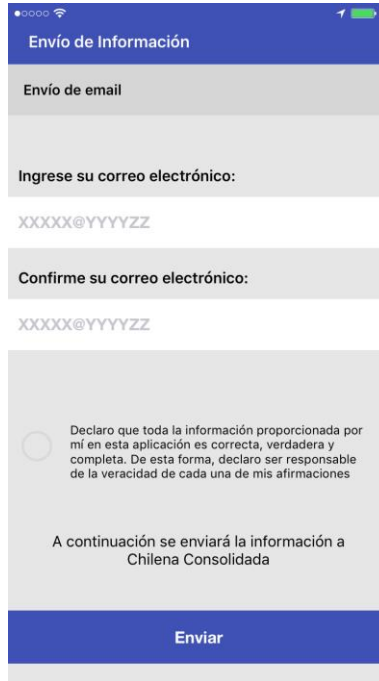 Envío de Información
Envío de email
Ingrese su correo electrónico:
XXXXX@YYYYZZ
Confirme su correo electrónico:
XXXXX@YYYYZZ
Declaro que toda la información proporcionada por
mí en esta aplicación es correcta, verdadera y
completa. De esta forma, declaro ser responsable
de la veracidad de cada una de mis afirmaciones
A continuación se enviará la información a
Chilena Consolidada
Enviar